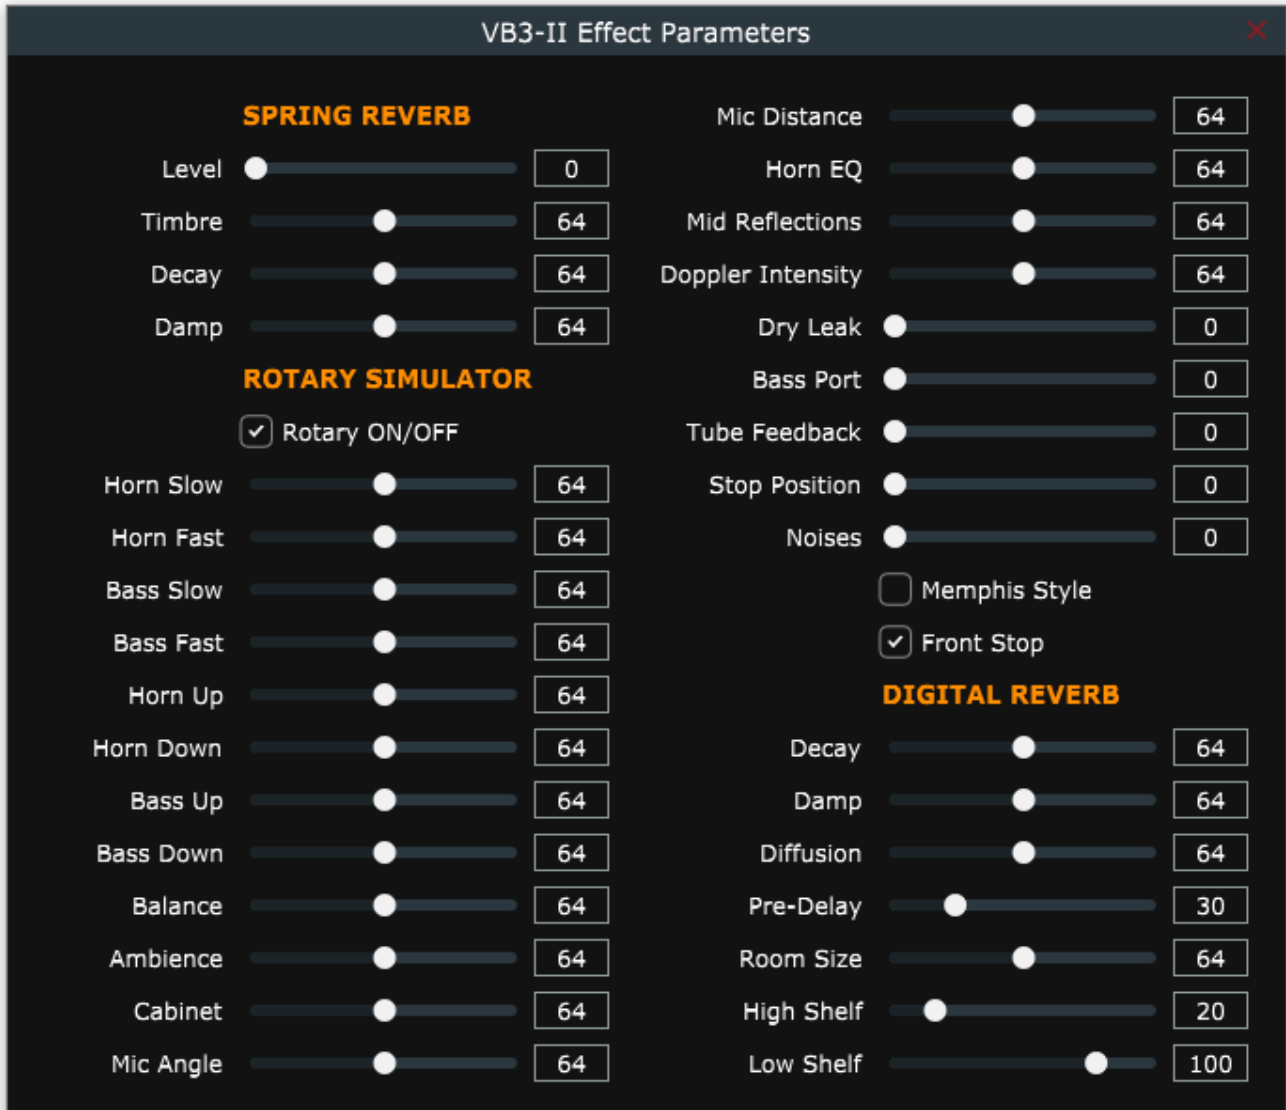 VB3-II Effect Parameters
SPRING REVERB
Level 0
Timbre 64
Decay 64
Damp 64
ROTARY SIMULATOR
Rotary ON/OFF
Horn Slow 64
Horn Fast 64
Bass Slow 64
Bass Fast 64
Horn Up 64
Horn Down 64
Bass Up 64
Bass Down 64
Balance 64
Ambience 64
Cabinet 64
Mic Angle 64
Mic Distance 64
Horn EQ 64
Mid Reflections 64
Doppler Intensity 64
Dry Leak 0
Bass Port 0
Tube Feedback 0
Stop Position 0
Noises 0
Memphis Style
Front Stop
DIGITAL REVERB
Decay 64
Damp 64
Diffusion 64
Pre-Delay 30
Room Size 64
High Shelf 20
Low Shelf 100